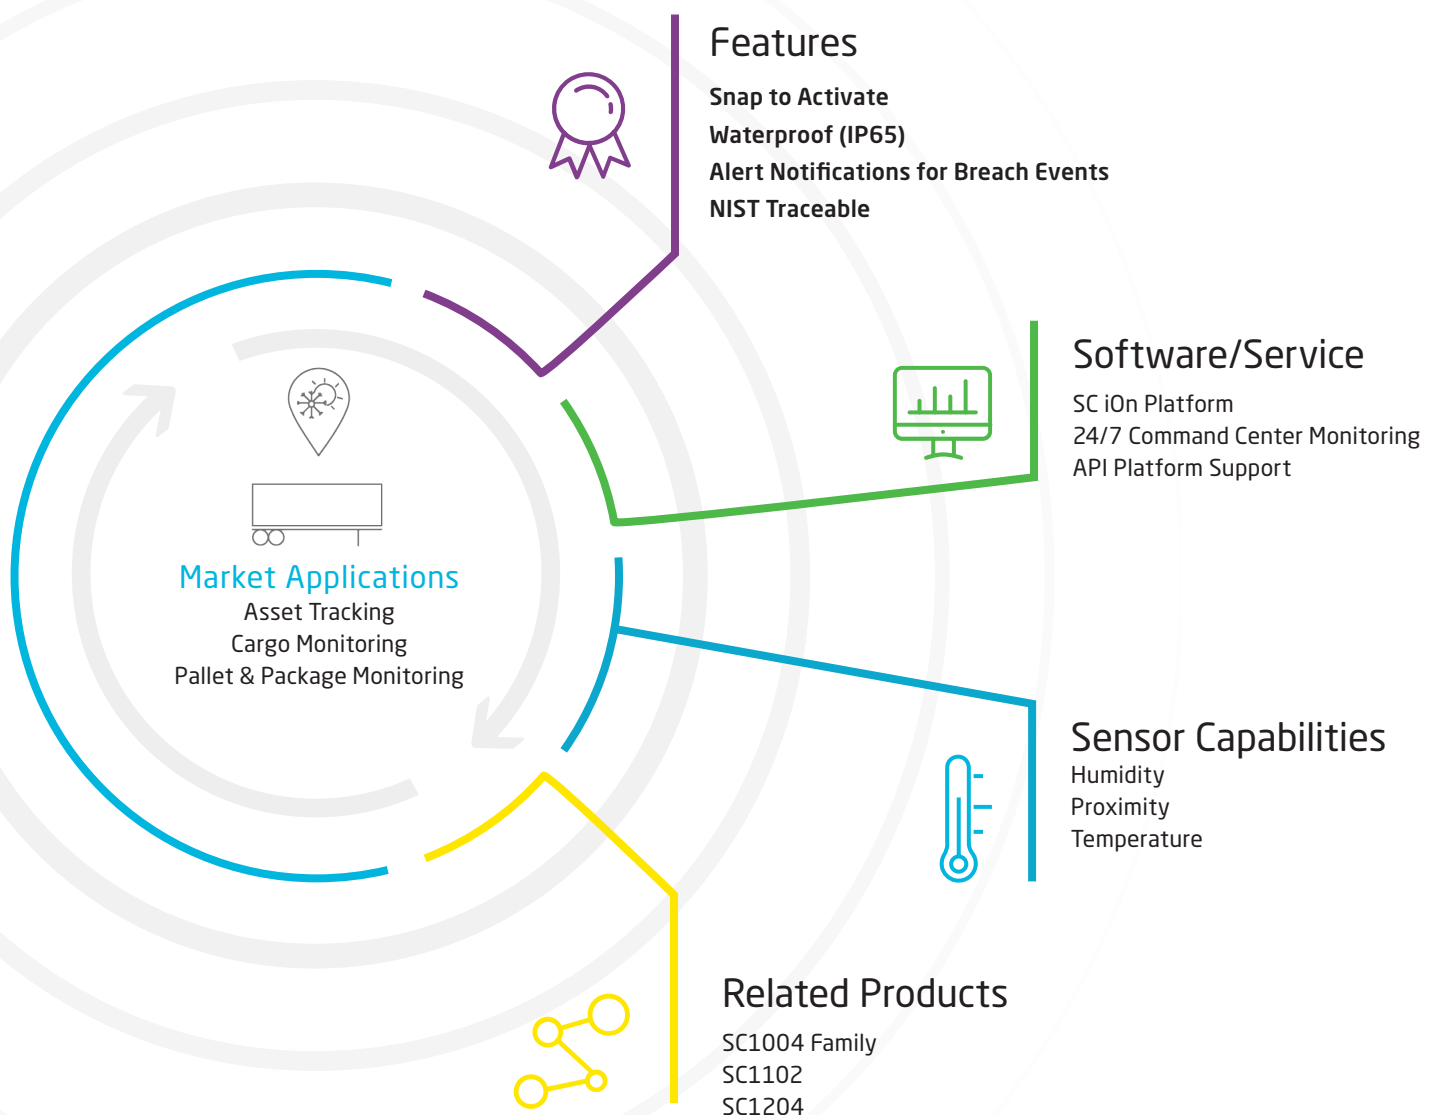 Features
Snap to Activate
Waterproof (IP65)
Alert Notifications for Breach Events
NIST Traceable
Software/Service
SC iOn Platform
24/7 Command Center Monitoring
API Platform Support
Market Applications
Asset Tracking
Cargo Monitoring
Pallet & Package Monitoring
Sensor Capabilities
Humidity
Proximity
Temperature
Related Products
SC1004 Family
SC1102
SC1204